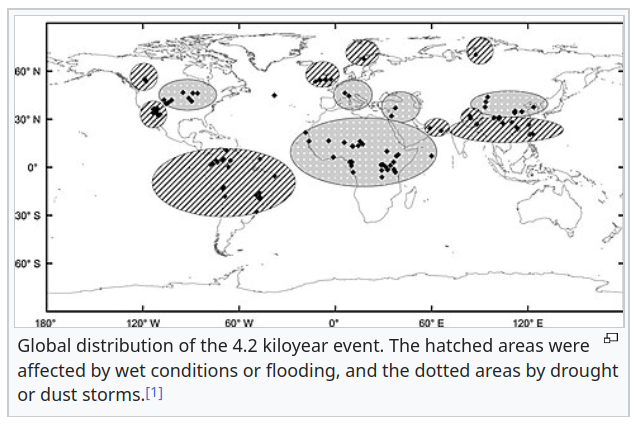 60° N
30° N
0°
30° S
60° S
180° 120° W 60° W 0° 60° E 120° E
Global distribution of the 4.2 kiloyear event. The hatched areas were
affected by wet conditions or flooding, and the dotted areas by drought
or dust storms.[1]